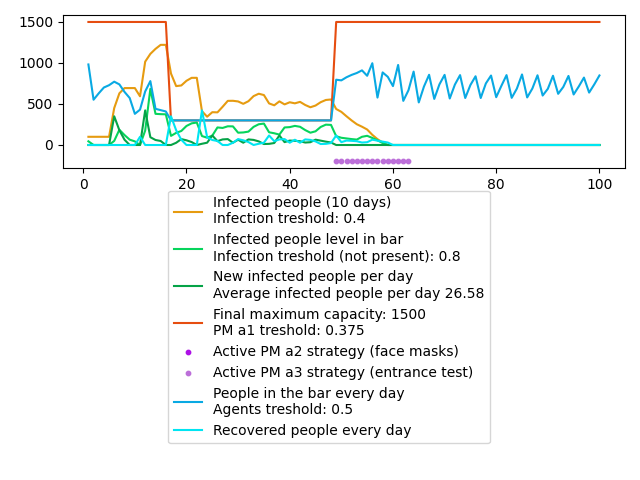 1500
1000
500
0
0 20 40 60 80 100
Infected people (10 days)
Infection treshold: 0.4
Infected people level in bar
Infection treshold (not present): 0.8
New infected people per day
Average infected people per day 26.58
Final maximum capacity: 1500
PM a1 treshold: 0.375
Active PM a2 strategy (face masks)
Active PM a3 strategy (entrance test)
People in the bar every day
Agents treshold: 0.5
Recovered people every day